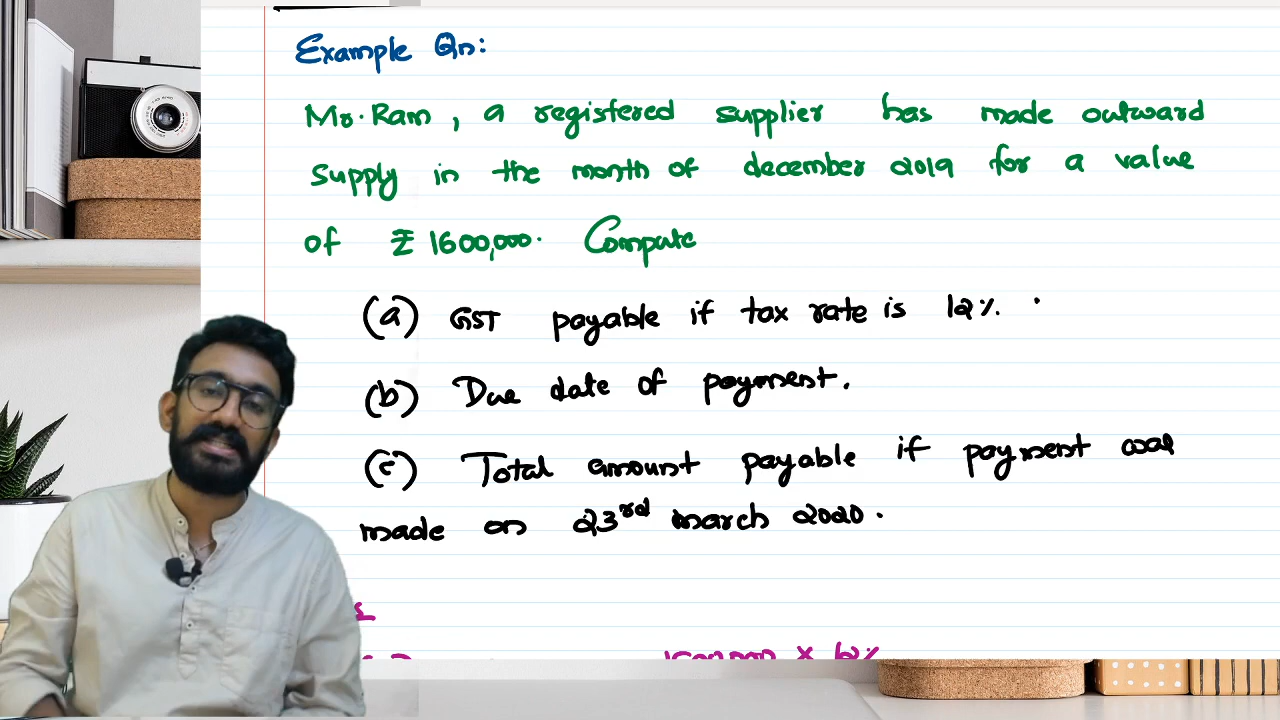 Example Qn:
Mr. Ram, a registered supplier has made outward
supply in the month of december 2019 for a value
of ₹ 1600,000. Compute
(a) GST payable if tax rate is 12%.
(b) Due date of payment.
(c) Total amount payable if payment was
made on 23rd march 2020.